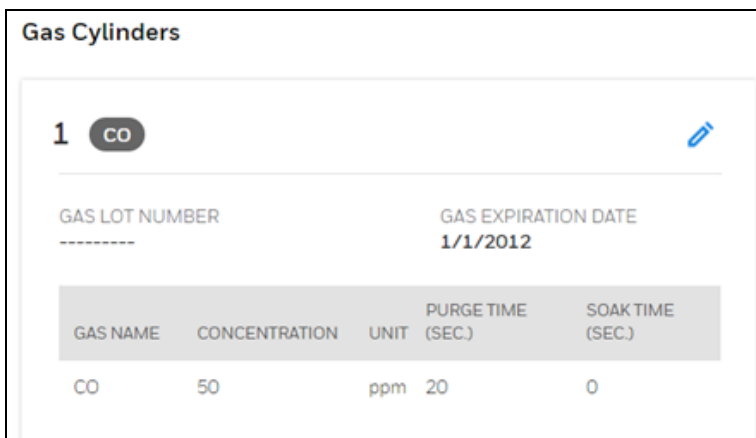 Gas Cylinders
1 CO
GAS LOT NUMBER GAS EXPIRATION DATE
--------- 1/1/2012
GAS NAME CONCENTRATION UNIT PURGE TIME (SEC.) SOAK TIME (SEC.)
CO 50 ppm 20 0